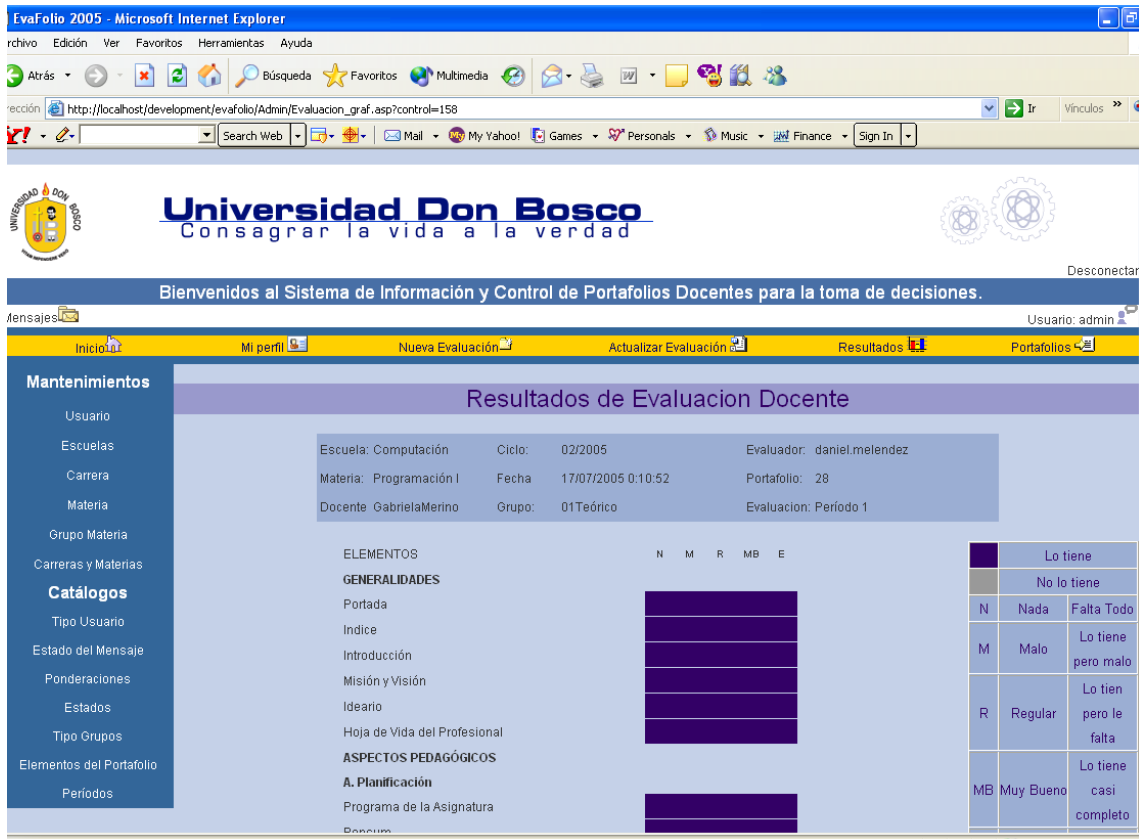 EvaFolio 2005 - Microsoft Internet Explorer
rchivo Edición Ver Favoritos Herramientas Ayuda
Atrás Búsqueda Favoritos Multimedia
rección http://localhost/development/evafolio/Admin/Evaluacion_graf.asp?control=158 Ir Vínculos »
Y! Search Web Mail My Yahoo! Games Personals Music Finance Sign In
UNIVERSIDAD DON BOSCO
Universidad Don Bosco
Consagrar la vida a la verdad
Desconectar
Bienvenidos al Sistema de Información y Control de Portafolios Docentes para la toma de decisiones.
Mensajes Usuario: admin
Inicio Mi perfil Nueva Evaluación Actualizar Evaluación Resultados Portafolios
Mantenimientos
Usuario
Escuelas
Carrera
Materia
Grupo Materia
Carreras y Materias
Catálogos
Tipo Usuario
Estado del Mensaje
Ponderaciones
Estados
Tipo Grupos
Elementos del Portafolio
Períodos
Resultados de Evaluacion Docente
Escuela: Computación Ciclo: 02/2005 Evaluador: daniel.melendez
Materia: Programación I Fecha 17/07/2005 0:10:52 Portafolio: 28
Docente GabrielaMerino Grupo: 01Teórico Evaluacion: Período 1
ELEMENTOS N M R MB E
GENERALIDADES
Portada
Indice
Introducción
Misión y Visión
Ideario
Hoja de Vida del Profesional
ASPECTOS PEDAGÓGICOS
A. Planificación
Programa de la Asignatura
Lo tiene
No lo tiene
N Nada Falta Todo
M Malo Lo tiene
pero malo
R Regular Lo tien
pero le
falta
MB Muy Bueno Lo tiene
casi
completo